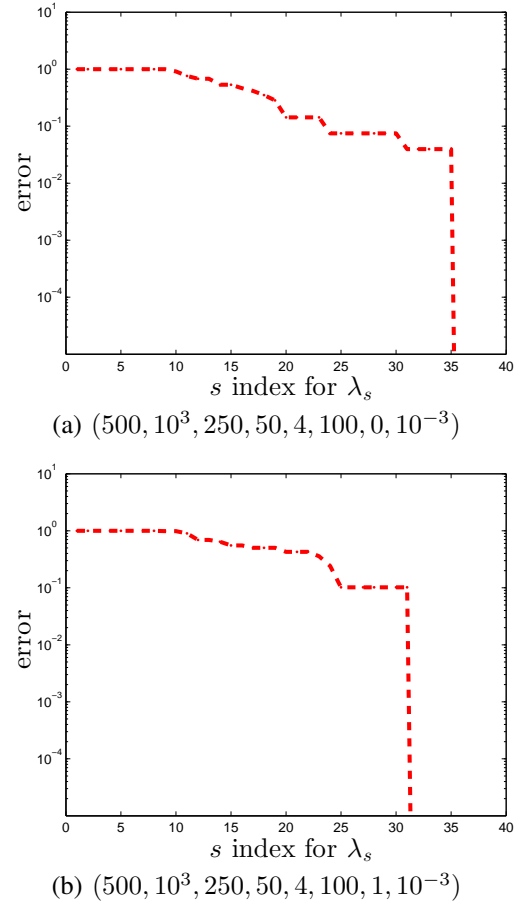 10^1
10^0
10^-1
10^-2
10^-3
10^-4
error
0 5 10 15 20 25 30 35 40
s index for λ_s
(a) (500, 10^3, 250, 50, 4, 100, 0, 10^-3)
10^1
10^0
10^-1
10^-2
10^-3
10^-4
error
0 5 10 15 20 25 30 35 40
s index for λ_s
(b) (500, 10^3, 250, 50, 4, 100, 1, 10^-3)